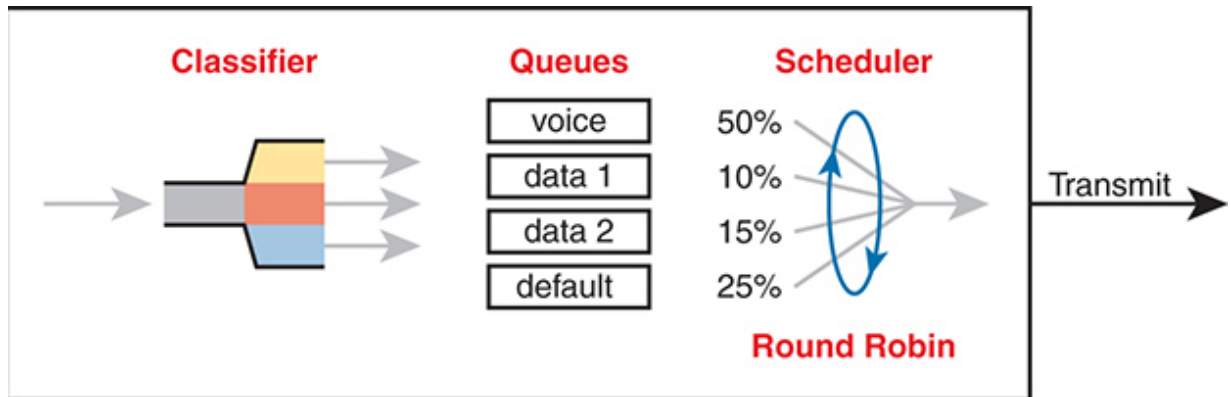 Classifier
Queues
Scheduler
voice
data 1
data 2
default
50%
10%
15%
25%
Round Robin
Transmit